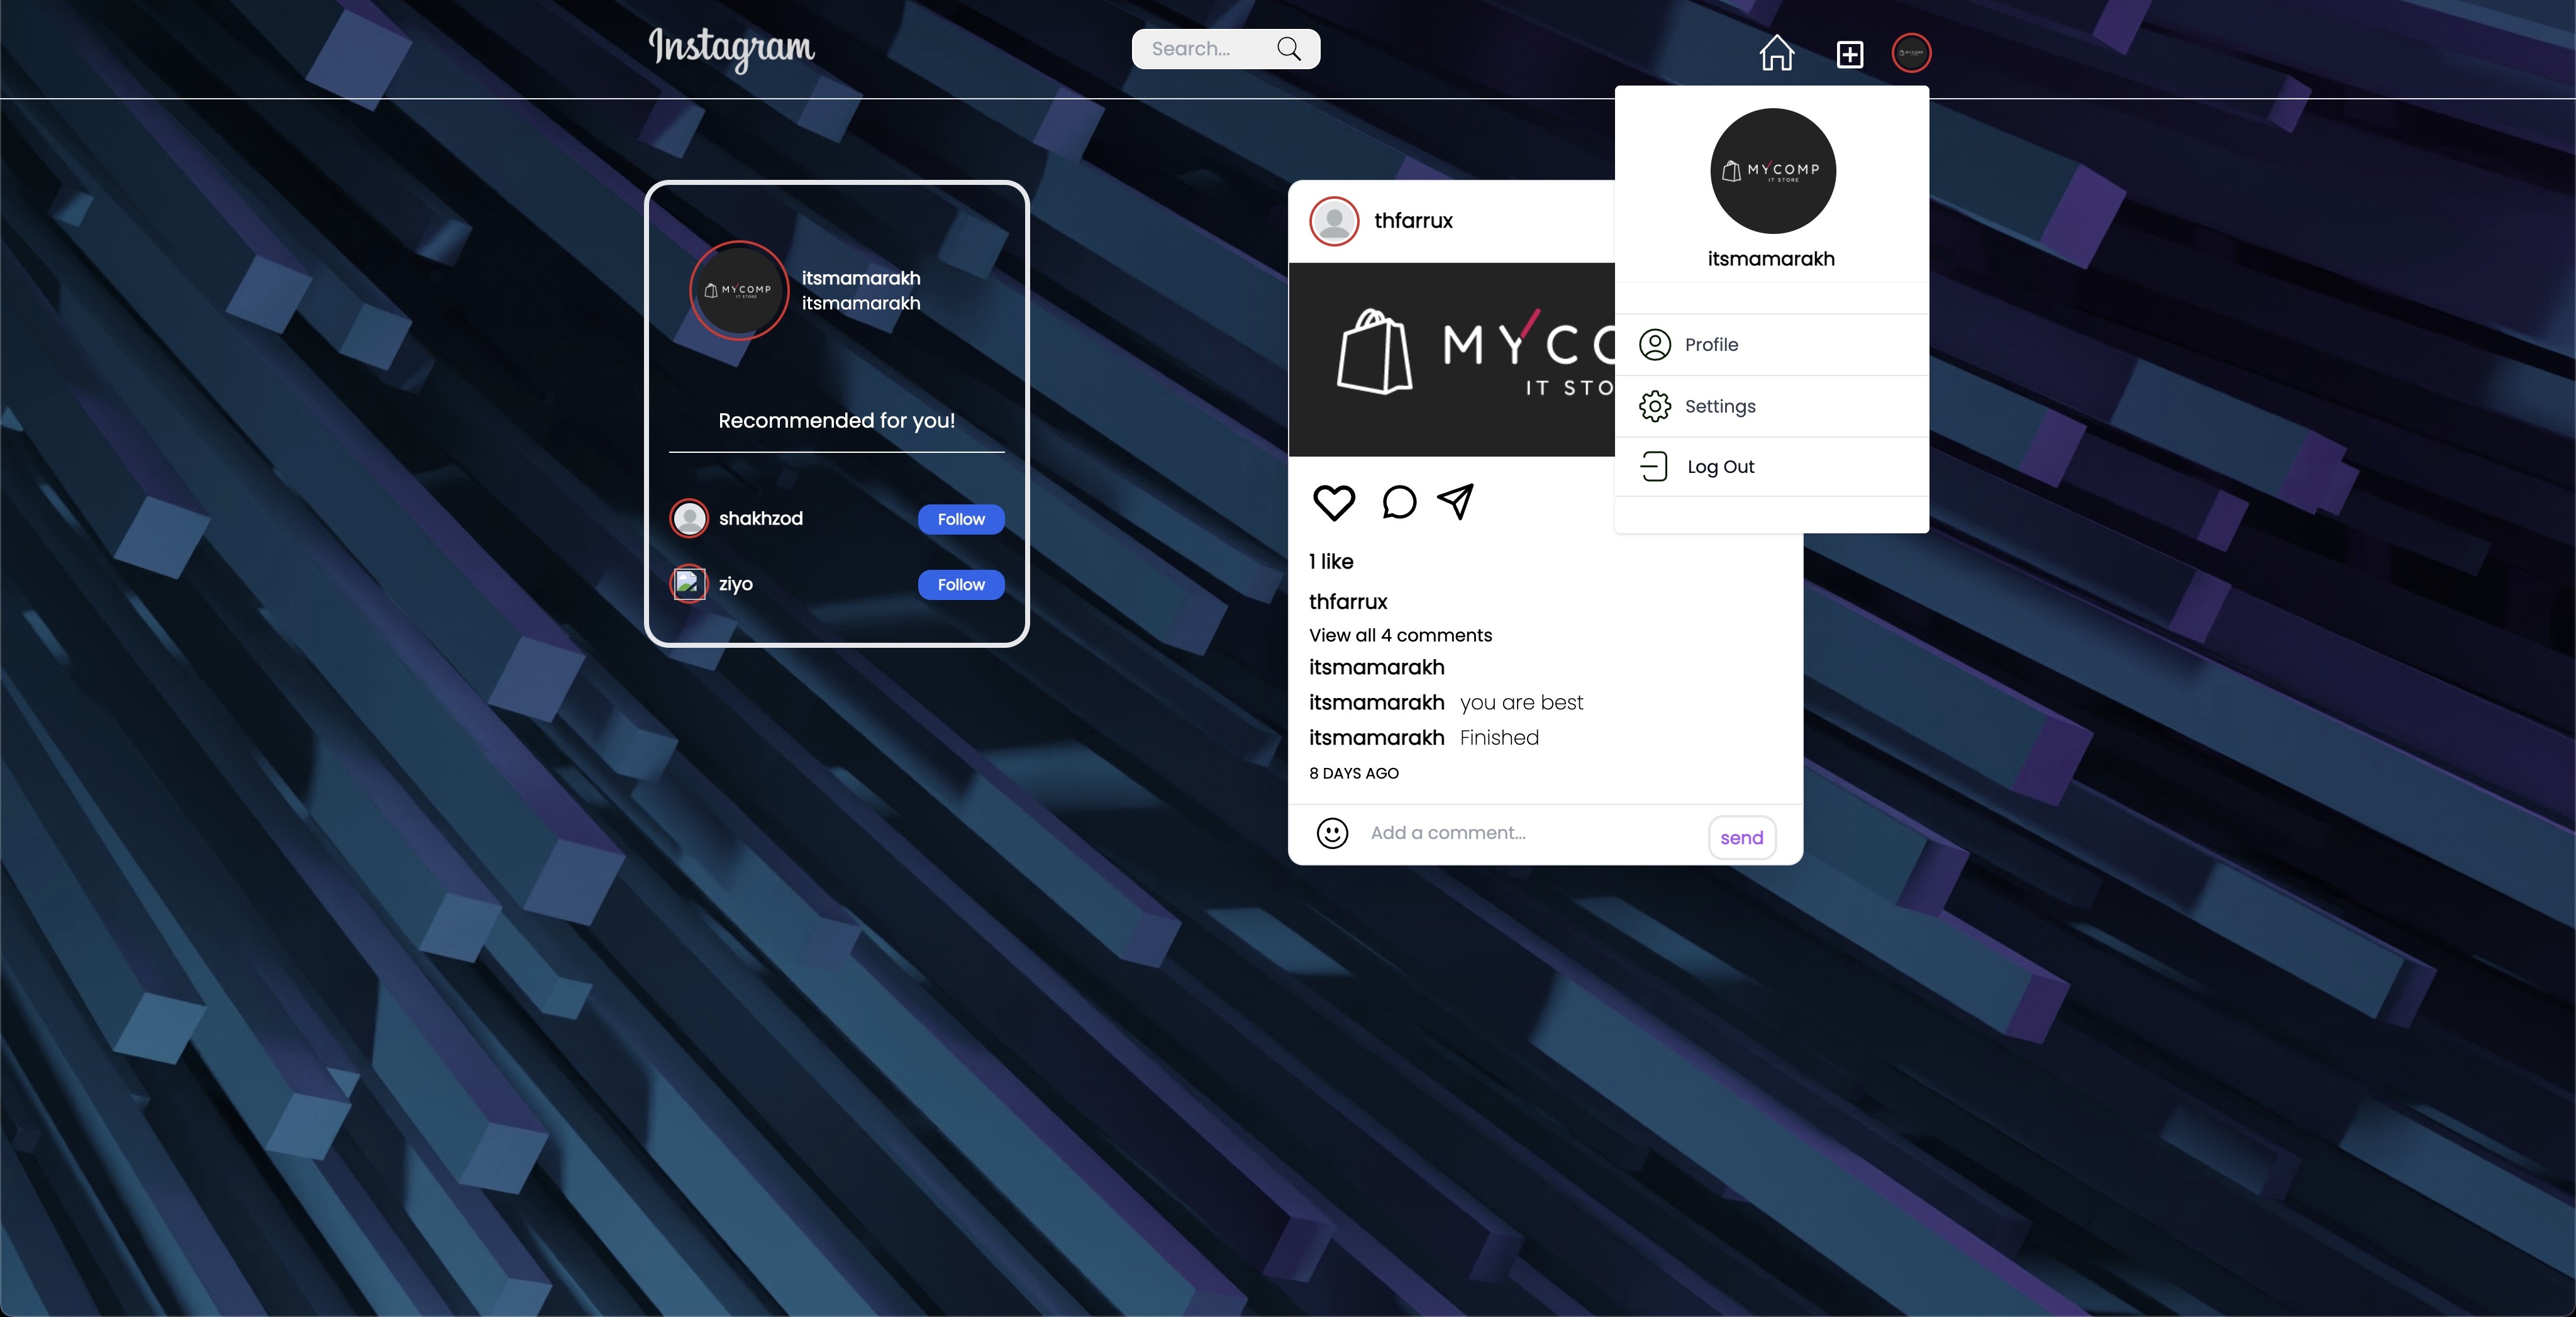 Instagram
Search...
MYCOMP
IT STORE
itsmamarakh
Profile
Settings
Log Out
MYCOMP
IT STORE
itsmamarakh
itsmamarakh
Recommended for you!
shakhzod
Follow
ziyo
Follow
thfarrux
MYCO
IT STO
1 like
thfarrux
View all 4 comments
itsmamarakh
itsmamarakh you are best
itsmamarakh Finished
8 DAYS AGO
Add a comment...
send